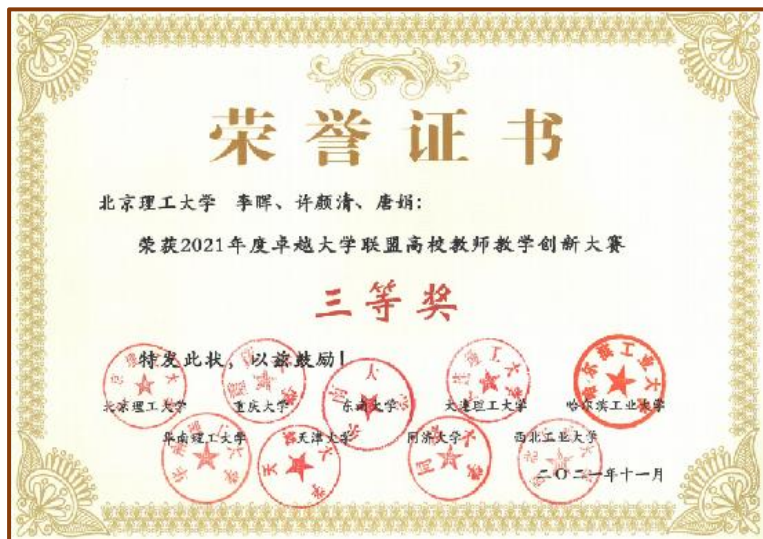 荣誉证书
北京理工大学 李晖、许颜清、唐娟:
荣获2021年度卓越大学联盟高校教师教学创新大赛
三等奖
特发此状，以兹鼓励!
北京理工大学 重庆大学 东南大学 大连理工大学 哈尔滨工业大学
华南理工大学 天津大学 同济大学 西北工业大学
二〇二一年十一月